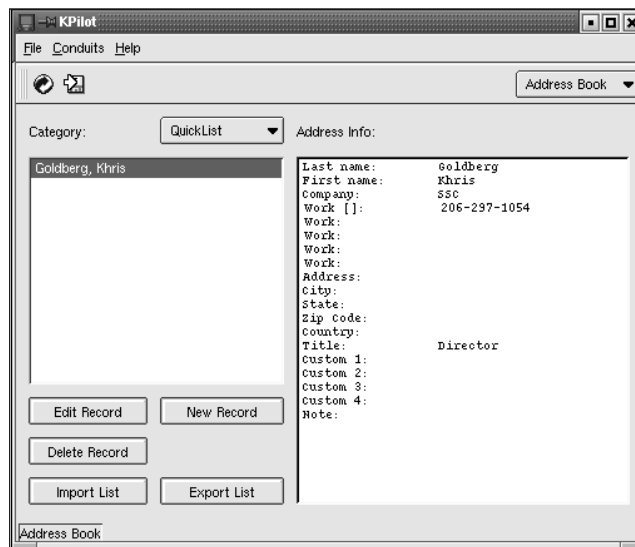 KPilot
File Conduits Help
Address Book
Category: QuickList Address Info:
Goldberg, Khris
Last name: Goldberg
First name: Khris
Company: SSC
Work []: 206-297-1054
Work:
Work:
Work:
Work:
Address:
City:
State:
Zip Code:
Country:
Title: Director
Custom 1:
Custom 2:
Custom 3:
Custom 4:
Note:
Edit Record New Record
Delete Record
Import List Export List
Address Book